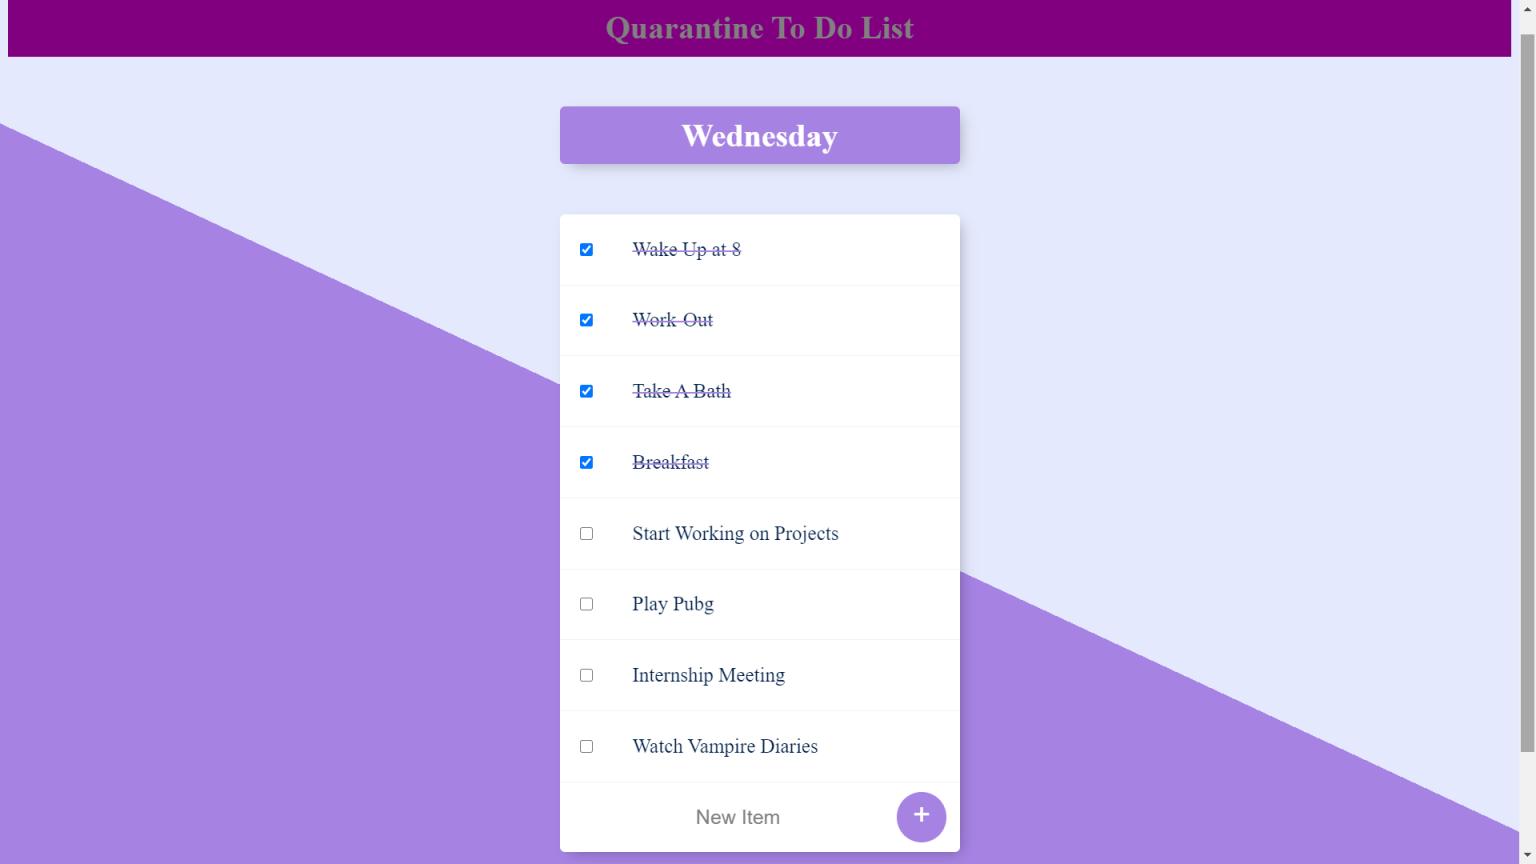 Quarantine To Do List
Wednesday
Wake Up at 8
Work Out
Take A Bath
Breakfast
Start Working on Projects
Play Pubg
Internship Meeting
Watch Vampire Diaries
New Item
+